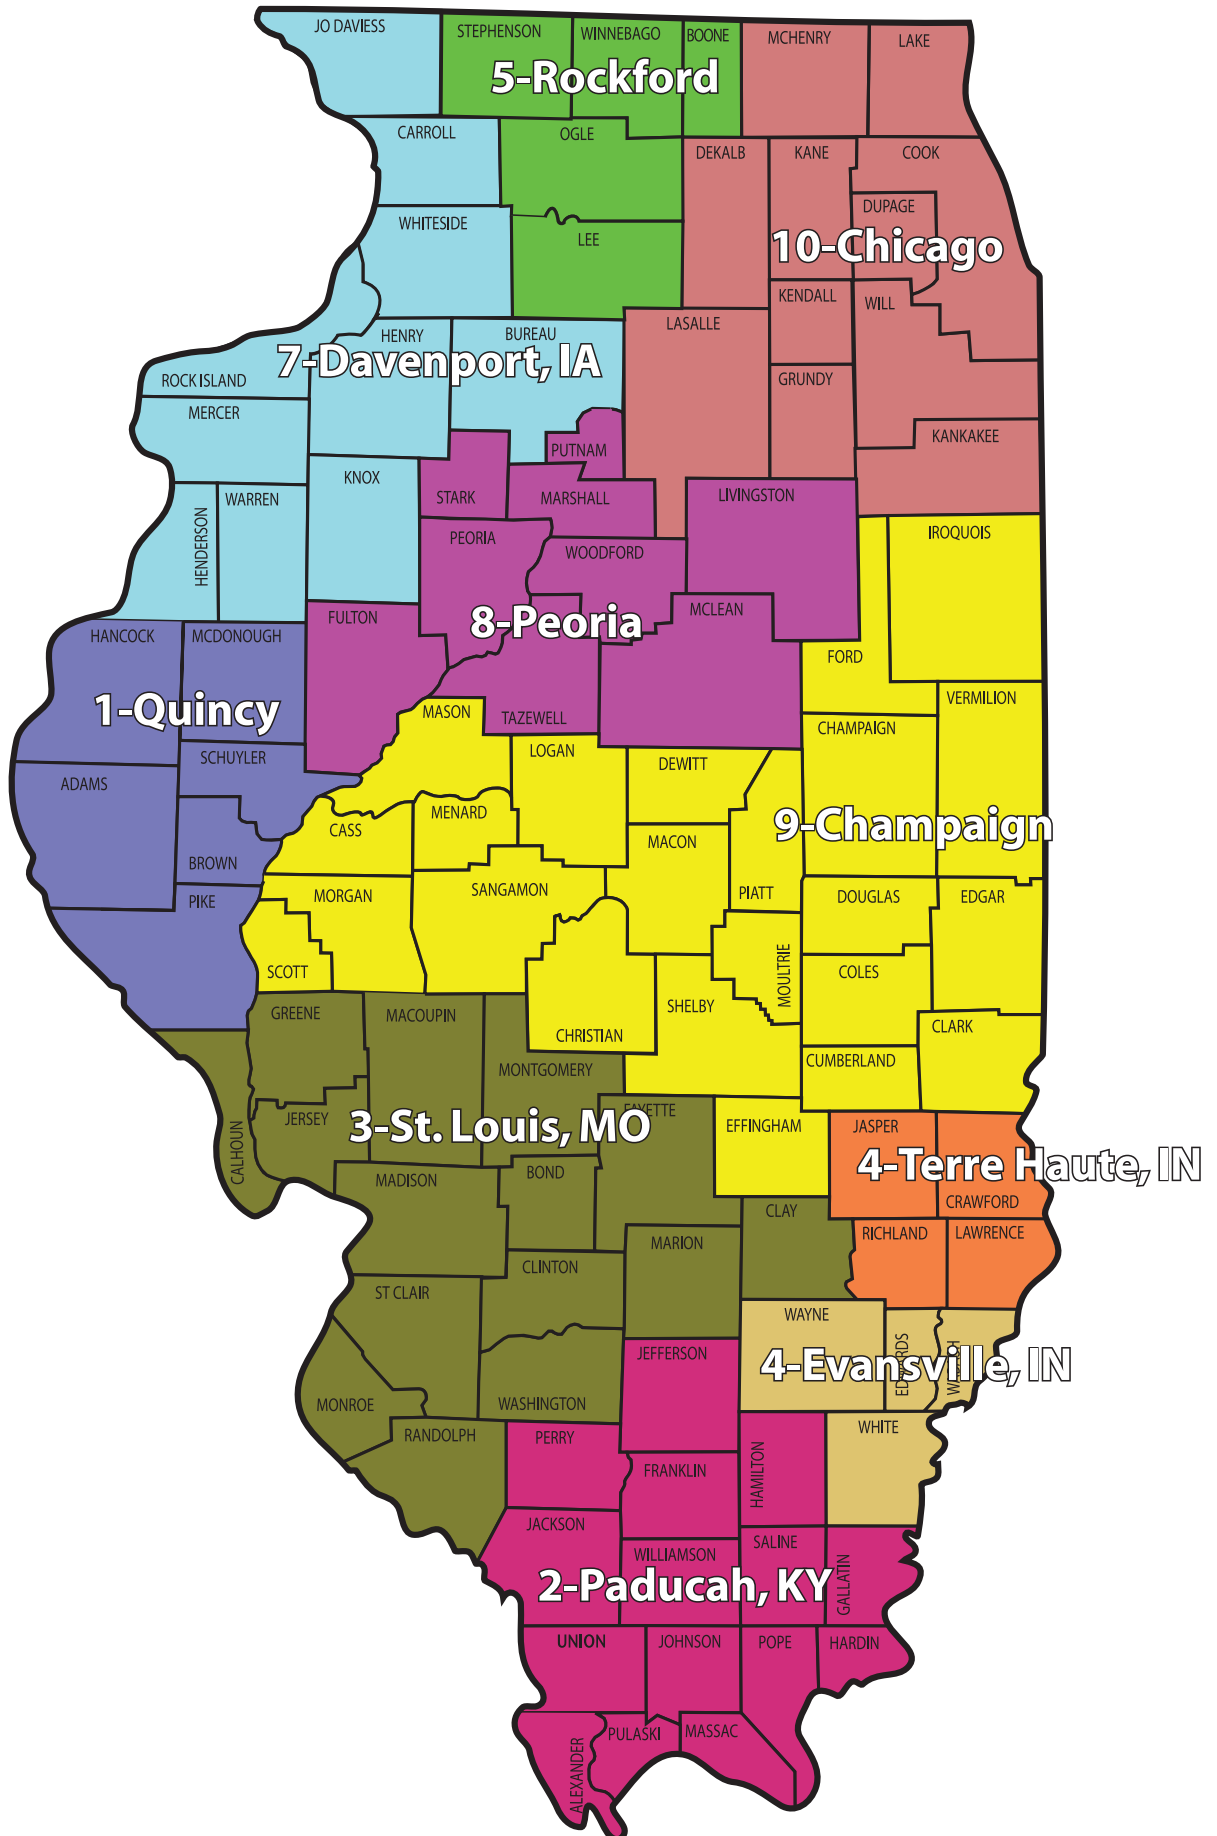 JO DAVIESS
STEPHENSON
WINNEBAGO
BOONE
MCHENRY
LAKE
5-Rockford
CARROLL
OGLE
DEKALB
KANE
COOK
WHITESIDE
LEE
DUPAGE
10-Chicago
KENDALL
WILL
HENRY
BUREAU
LASALLE
7-Davenport, IA
ROCK ISLAND
GRUNDY
MERCER
KANKAKEE
PUTNAM
KNOX
STARK
MARSHALL
LIVINGSTON
WARREN
HENDERSON
PEORIA
WOODFORD
IROQUOIS
FULTON
8-Peoria
MCLEAN
HANCOCK
MCDONOUGH
FORD
1-Quincy
MASON
TAZEWELL
VERMILION
CHAMPAIGN
SCHUYLER
LOGAN
DEWITT
ADAMS
MENARD
CASS
MACON
9-Champaign
BROWN
PIKE
MORGAN
SANGAMON
PIATT
DOUGLAS
EDGAR
SCOTT
MOULTRIE
COLES
GREENE
MACOUPIN
SHELBY
CHRISTIAN
CLARK
MONTGOMERY
CUMBERLAND
JERSEY
3-St. Louis, MO
FAYETTE
EFFINGHAM
JASPER
CALHOUN
4-Terre Haute, IN
MADISON
BOND
CRAWFORD
CLAY
MARION
RICHLAND
LAWRENCE
CLINTON
ST CLAIR
WAYNE
JEFFERSON
EDWARDS
WABASH
4-Evansville, IN
MONROE
WASHINGTON
RANDOLPH
PERRY
WHITE
FRANKLIN
HAMILTON
JACKSON
WILLIAMSON
SALINE
2-Paducah, KY
GALLATIN
UNION
JOHNSON
POPE
HARDIN
PULASKI
MASSAC
ALEXANDER